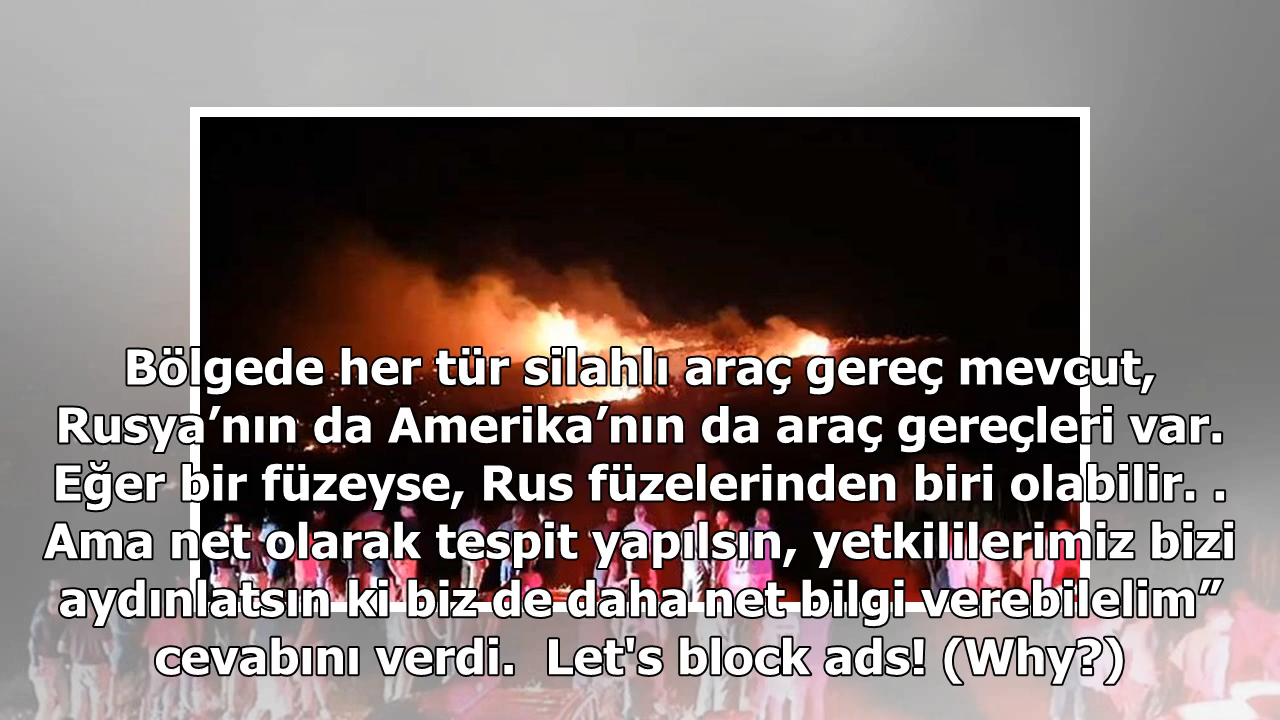 Bölgede her tür silahlı araç gereç mevcut,
Rusya’nın da Amerika’nın da araç gereçleri var.
Eğer bir füzeyse, Rus füzelerinden biri olabilir. .
Ama net olarak tespit yapılsın, yetkililerimiz bizi
aydınlatsın ki biz de daha net bilgi verebilelim”
cevabını verdi.  Let's block ads! (Why?)